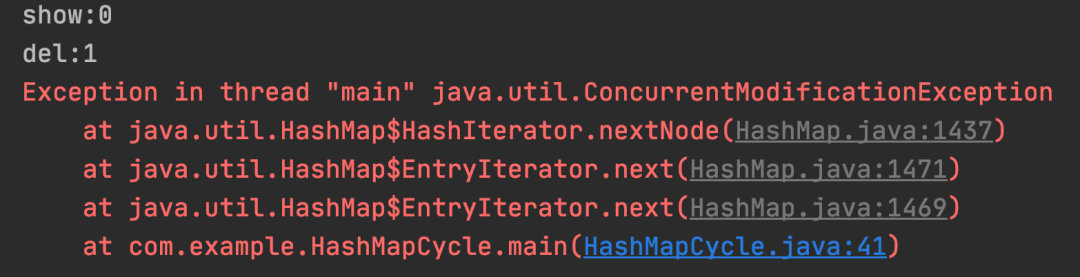 show:0
del:1
Exception in thread "main" java.util.ConcurrentModificationException
    at java.util.HashMap$HashIterator.nextNode(HashMap.java:1437)
    at java.util.HashMap$EntryIterator.next(HashMap.java:1471)
    at java.util.HashMap$EntryIterator.next(HashMap.java:1469)
    at com.example.HashMapCycle.main(HashMapCycle.java:41)